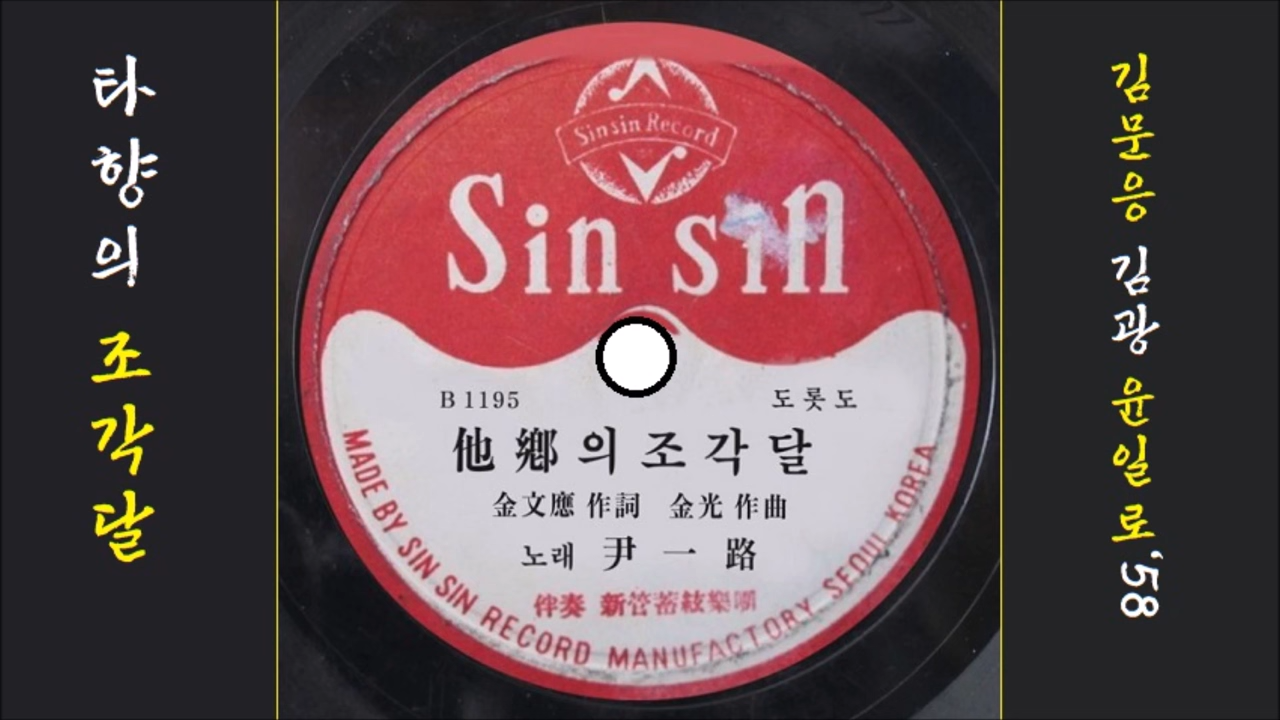 타향의 조각달
Sinsin Record
Sin sin
B 1195 도롯도
他鄕의 조각달
金文應 作詞 金光 作曲
노래 尹一路
伴奏 新管絃樂團
MADE BY SIN SIN RECORD MANUFACTORY SEOUL KOREA
김문응 김광 윤일로 '58